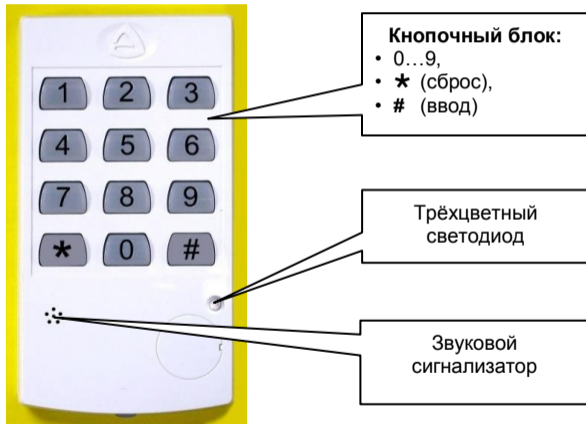 1 2 3
4 5 6
7 8 9
* 0 #
Кнопочный блок:
• 0…9,
• * (сброс),
• # (ввод)
Трёхцветный
светодиод
Звуковой
сигнализатор